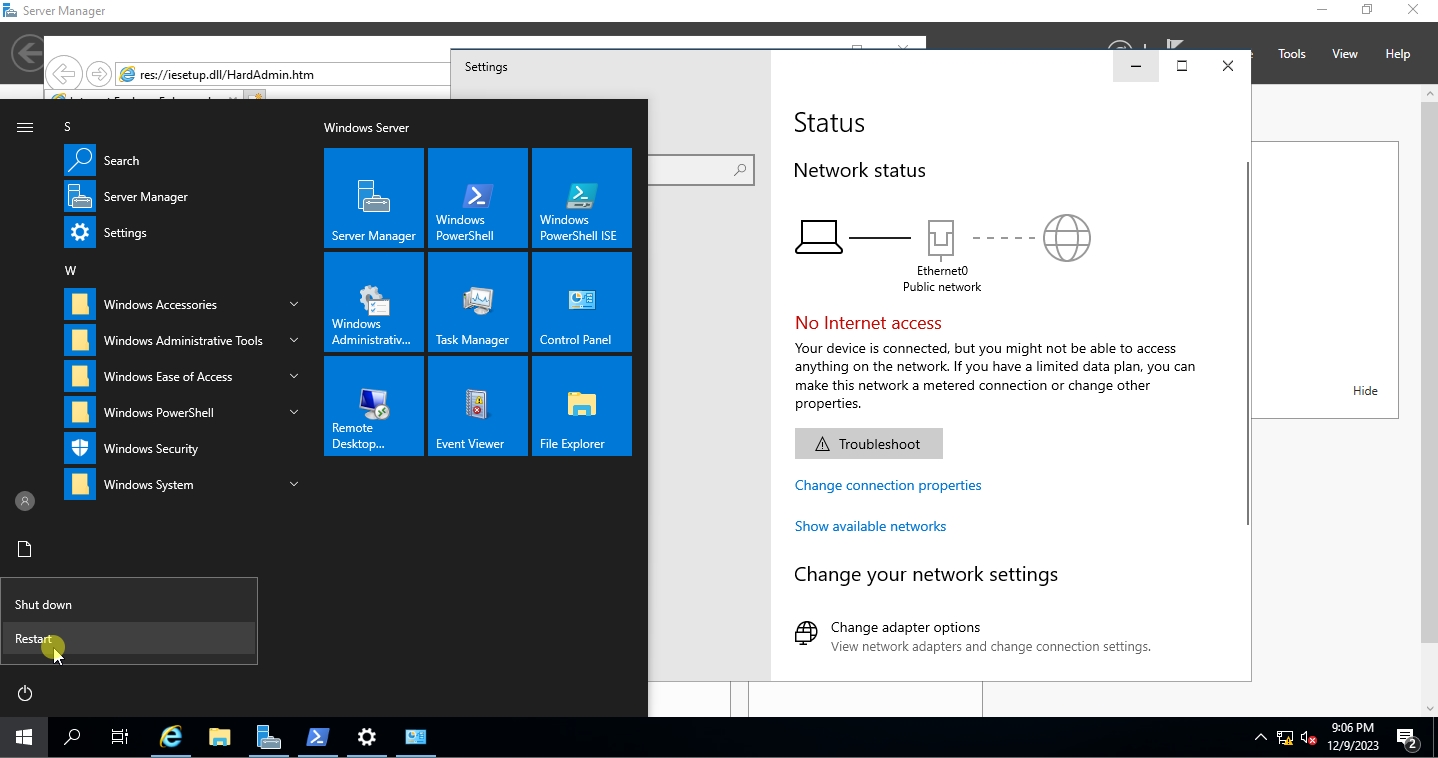 Server Manager
Tools
View
Help
res://iesetup.dll/HardAdmin.htm
Settings
S
Search
Server Manager
Settings
W
Windows Accessories
Windows Administrative Tools
Windows Ease of Access
Windows PowerShell
Windows Security
Windows System
Shut down
Restart
Windows Server
Server Manager
Windows
PowerShell
Windows
PowerShell ISE
Windows
Administrativ...
Task Manager
Control Panel
Remote
Desktop...
Event Viewer
File Explorer
Status
Network status
Ethernet0
Public network
No Internet access
Your device is connected, but you might not be able to access
anything on the network. If you have a limited data plan, you can
make this network a metered connection or change other
properties.
Troubleshoot
Change connection properties
Show available networks
Change your network settings
Change adapter options
View network adapters and change connection settings.
Hide
9:06 PM
12/9/2023
2